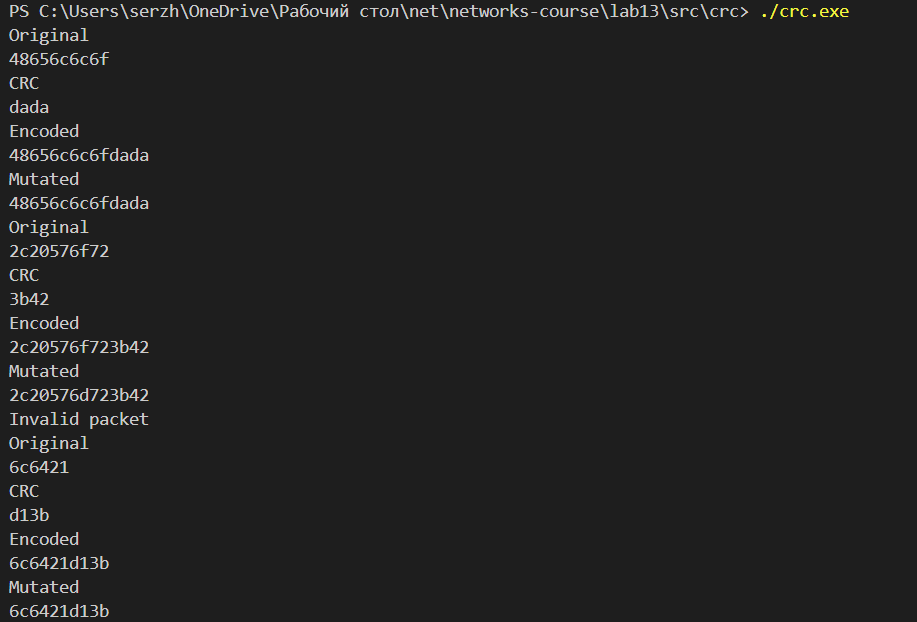 PS C:\Users\serzh\OneDrive\Рабочий стол\net\networks-course\lab13\src\crc> ./crc.exe
Original
48656c6c6f
CRC
dada
Encoded
48656c6c6fdada
Mutated
48656c6c6fdada
Original
2c20576f72
CRC
3b42
Encoded
2c20576f723b42
Mutated
2c20576d723b42
Invalid packet
Original
6c6421
CRC
d13b
Encoded
6c6421d13b
Mutated
6c6421d13b